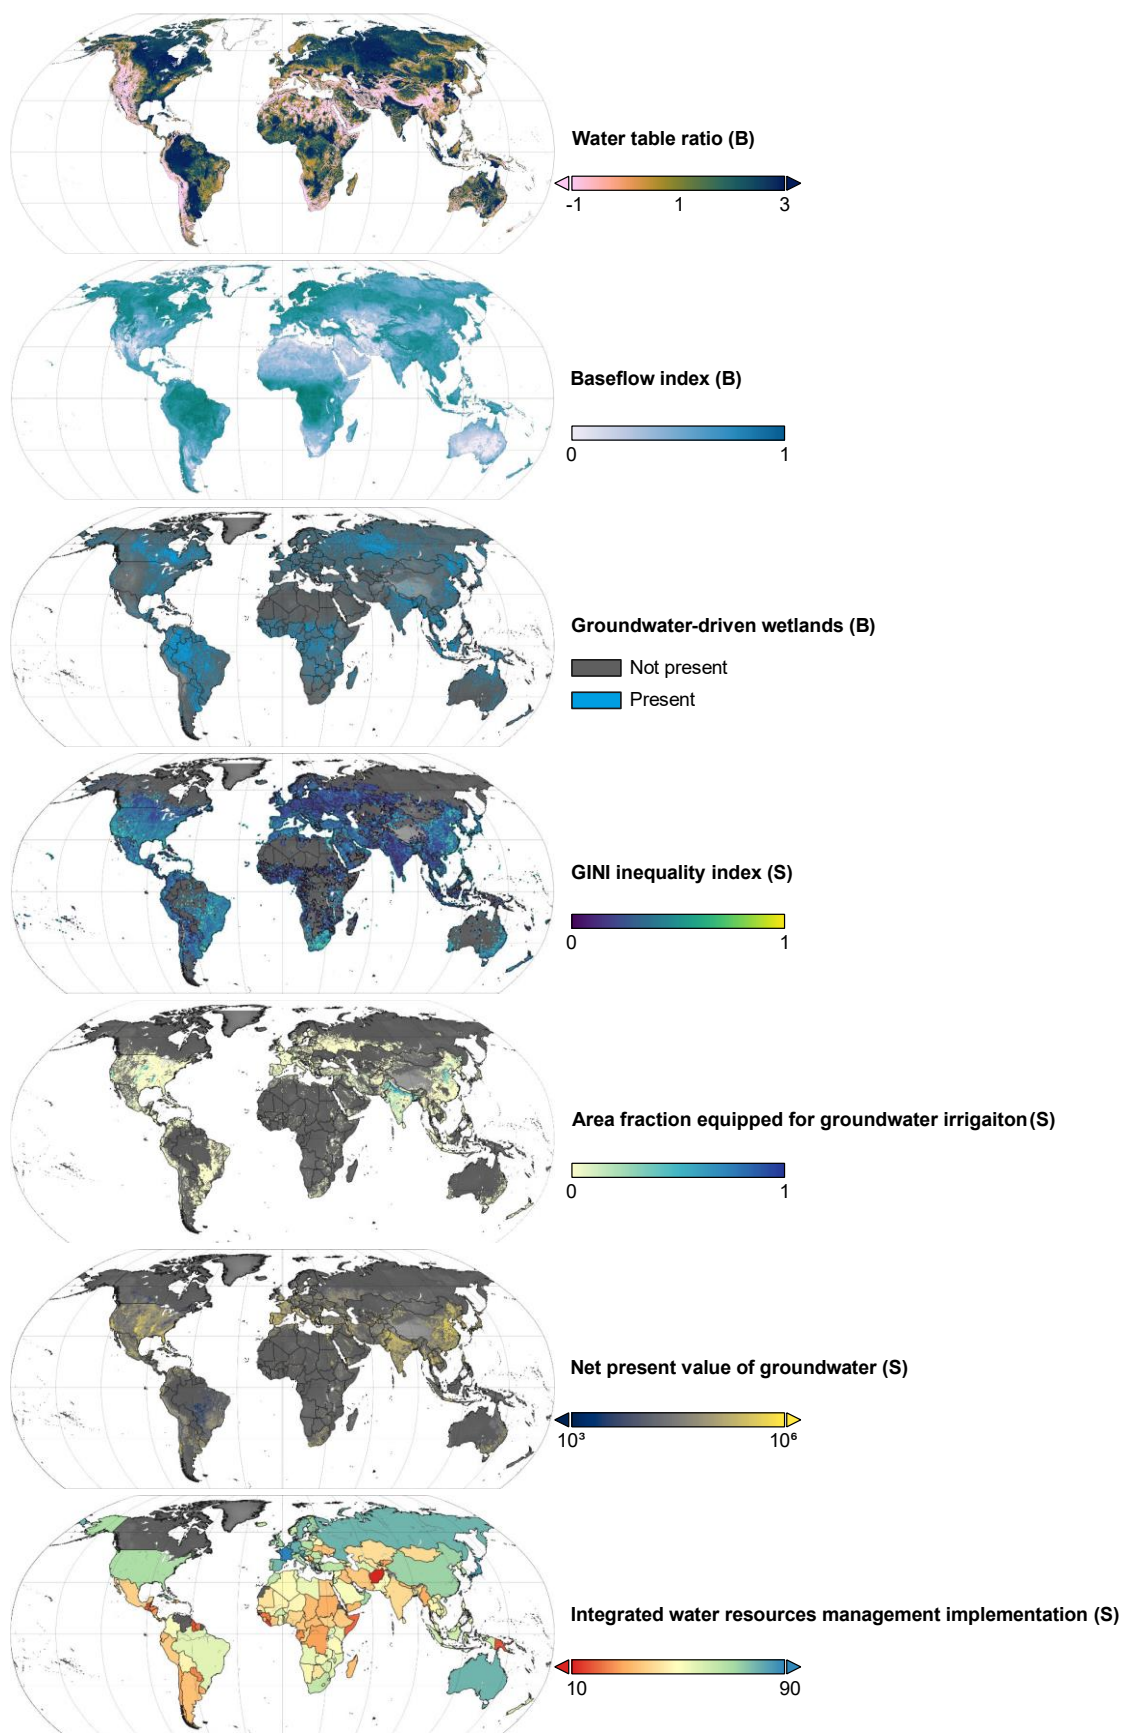 Water table ratio (B)
-1 1 3
Baseflow index (B)
0 1
Groundwater-driven wetlands (B)
Not present
Present
GINI inequality index (S)
0 1
Area fraction equipped for groundwater irrigaiton (S)
0 1
Net present value of groundwater (S)
10³ 10⁶
Integrated water resources management implementation (S)
10 90